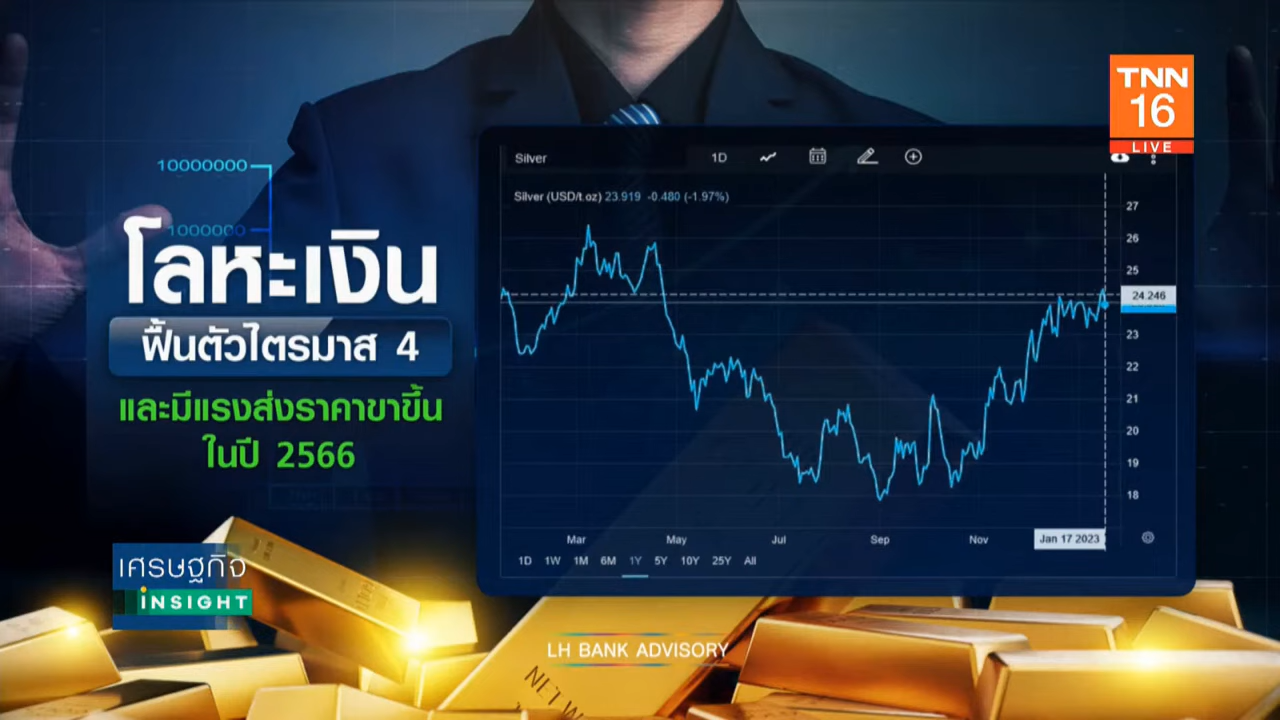 TNN
16
LIVE
10000000
1000000
โลหะเงิน
ฟื้นตัวไตรมาส 4
และมีแรงส่งราคาขาขึ้น
ในปี 2566
Silver
1D
Silver (USD/t.oz) 23.919 -0.480 (-1.97%)
27
26
25
24.246
23
22
21
20
19
18
Mar May Jul Sep Nov Jan 17 2023
1D 1W 1M 6M 1Y 5Y 10Y 25Y All
เศรษฐกิจ
INSIGHT
LH BANK ADVISORY
NET W